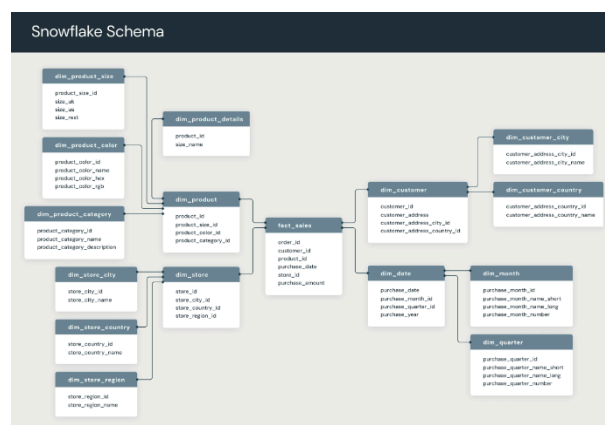 Snowflake Schema
dim_product_size
product_size_id
size_uk
size_us
size_rest
dim_product_details
product_id
size_name
dim_product_color
product_color_id
product_color_name
product_color_hex
product_color_rgb
dim_product
product_id
product_size_id
product_color_id
product_category_id
dim_product_category
product_category_id
product_category_name
product_category_description
dim_store_city
store_city_id
store_city_name
dim_store
store_id
store_city_id
store_country_id
store_region_id
dim_store_country
store_country_id
store_country_name
dim_store_region
store_region_id
store_region_name
fact_sales
order_id
customer_id
product_id
purchase_date
store_id
purchase_amount
dim_customer
customer_id
customer_address
customer_address_city_id
customer_address_country_id
dim_customer_city
customer_address_city_id
customer_address_city_name
dim_customer_country
customer_address_country_id
customer_address_country_name
dim_date
purchase_date
purchase_month_id
purchase_quarter_id
purchase_year
dim_month
purchase_month_id
purchase_month_name_short
purchase_month_name_long
purchase_month_number
dim_quarter
purchase_quarter_id
purchase_quarter_name_short
purchase_quarter_name_long
purchase_quarter_number